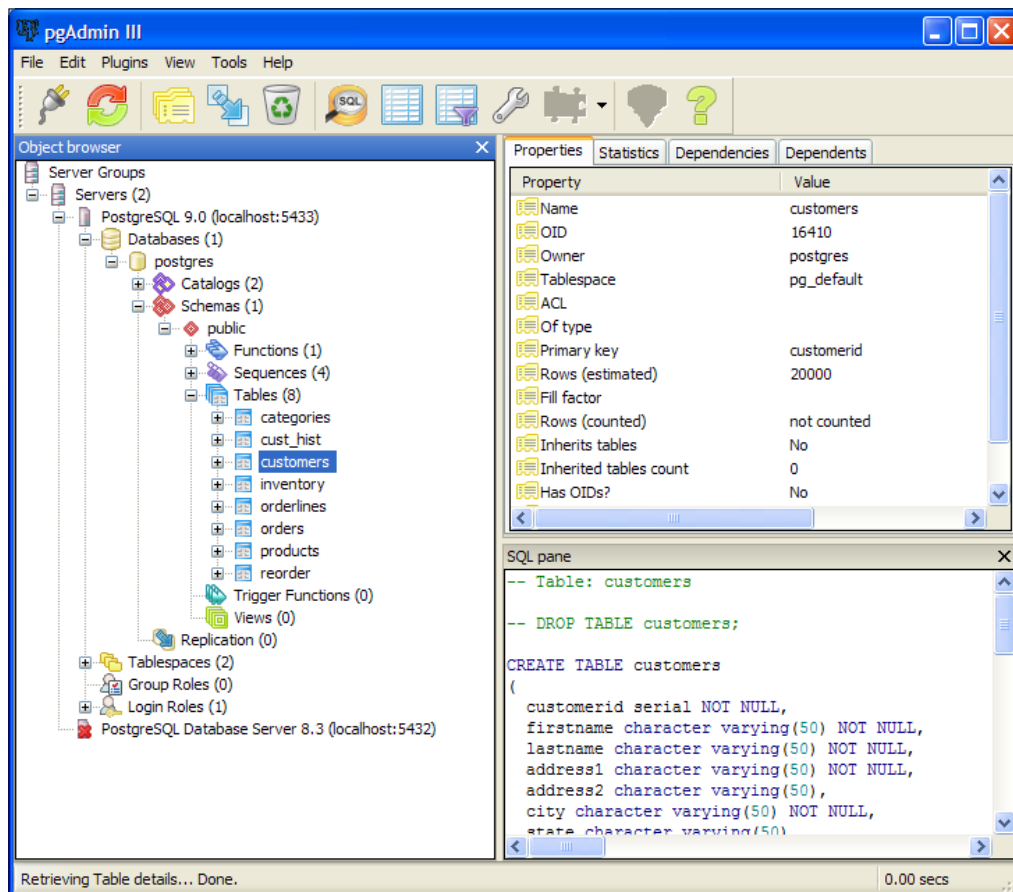 pgAdmin III
File Edit Plugins View Tools Help
SQL
Object browser
Server Groups
Servers (2)
PostgreSQL 9.0 (localhost:5433)
Databases (1)
postgres
Catalogs (2)
Schemas (1)
public
Functions (1)
Sequences (4)
Tables (8)
categories
cust_hist
customers
inventory
orderlines
orders
products
reorder
Trigger Functions (0)
Views (0)
Replication (0)
Tablespaces (2)
Group Roles (0)
Login Roles (1)
PostgreSQL Database Server 8.3 (localhost:5432)
Properties Statistics Dependencies Dependents
Property Value
Name customers
OID 16410
Owner postgres
Tablespace pg_default
ACL
Of type
Primary key customerid
Rows (estimated) 20000
Fill factor
Rows (counted) not counted
Inherits tables No
Inherited tables count 0
Has OIDs? No
SQL pane
-- Table: customers
-- DROP TABLE customers;
CREATE TABLE customers
(
customerid serial NOT NULL,
firstname character varying(50) NOT NULL,
lastname character varying(50) NOT NULL,
address1 character varying(50) NOT NULL,
address2 character varying(50),
city character varying(50) NOT NULL,
state character varying(50)
Retrieving Table details... Done.
0.00 secs